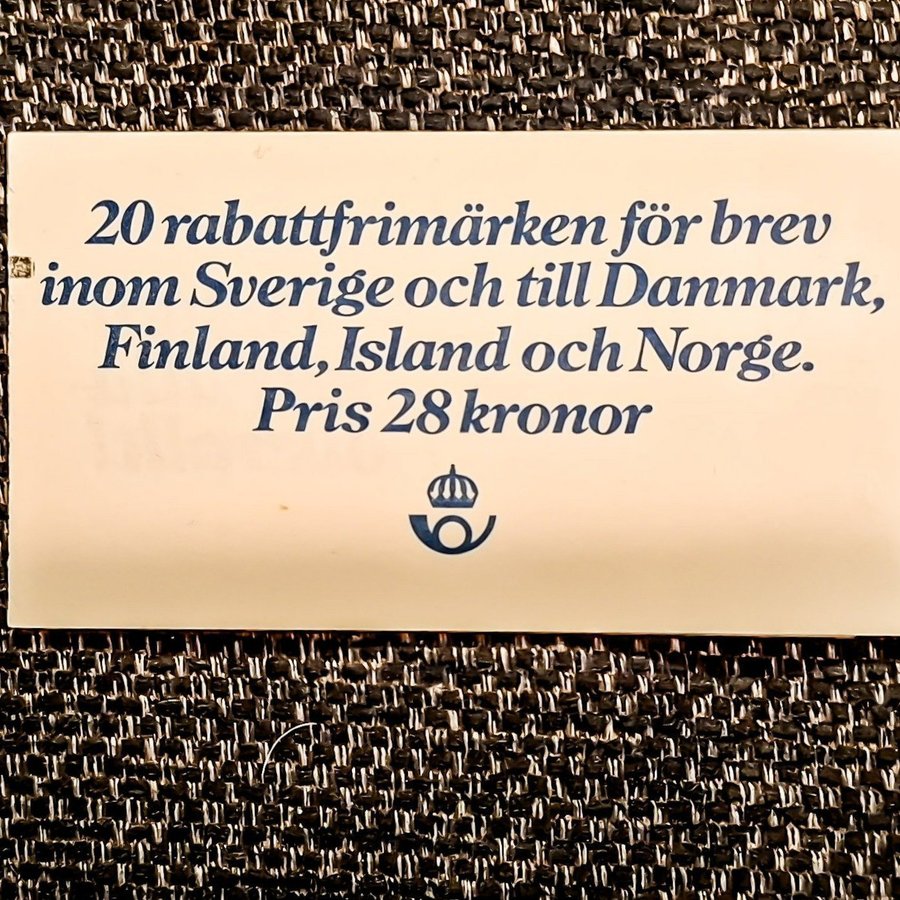 20 rabattfrimärken för brev
inom Sverige och till Danmark,
Finland, Island och Norge.
Pris 28 kronor